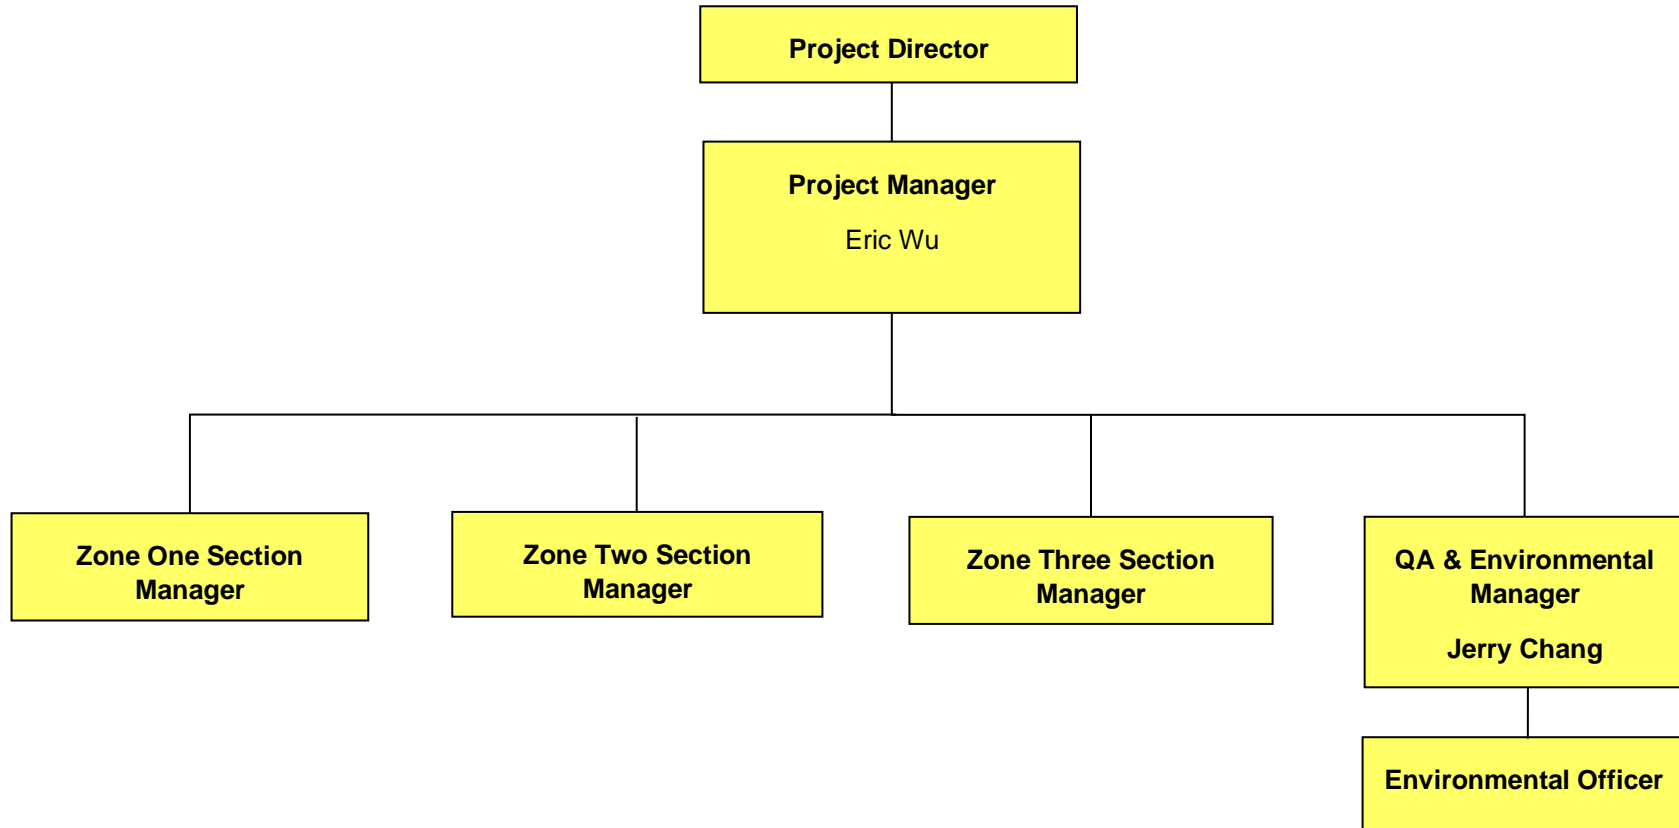 Project Director
Project Manager
Eric Wu
Zone One Section
Manager
Zone Two Section
Manager
Zone Three Section
Manager
QA & Environmental
Manager
Jerry Chang
Environmental Officer